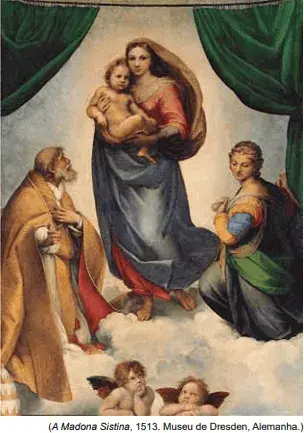 (A Madona Sistina, 1513. Museu de Dresden, Alemanha.)